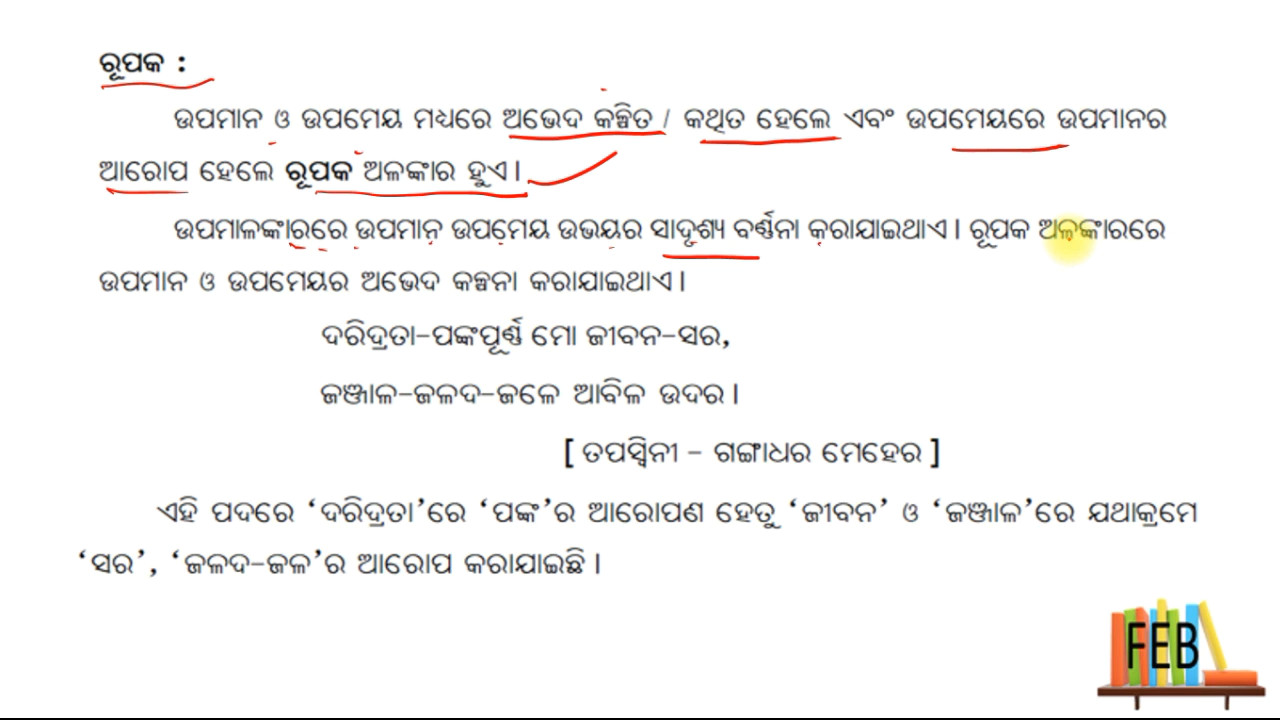 ରୂପକ :
ଉପମାନ ଓ ଉପମେୟ ମଧ୍ୟରେ ଅଭେଦ କଳ୍ପିତ / କଥିତ ହେଲେ ଏବଂ ଉପମେୟରେ ଉପମାନର
ଆରୋପ ହେଲେ ରୂପକ ଅଳଙ୍କାର ହୁଏ।
ଉପମାଳଙ୍କାରରେ ଉପମାନ ଉପମେୟ ଉଭୟର ସାଦୃଶ୍ୟ ବର୍ଣ୍ଣନା କରାଯାଇଥାଏ। ରୂପକ ଅଳଙ୍କାରରେ
ଉପମାନ ଓ ଉପମେୟର ଅଭେଦ କଳ୍ପନା କରାଯାଇଥାଏ।
ଦରିଦ୍ରତା-ପଙ୍କପୂର୍ଣ୍ଣ ମୋ ଜୀବନ-ସର,
ଜଞ୍ଜାଳ-ଜଳଦ-ଜଳେ ଆବିଳ ଉଦର।
[ ତପସ୍ୱିନୀ – ଗଙ୍ଗାଧର ମେହେର ]
ଏହି ପଦରେ ‘ଦରିଦ୍ରତା’ରେ ‘ପଙ୍କ’ର ଆରୋପଣ ହେତୁ ‘ଜୀବନ’ ଓ ‘ଜଞ୍ଜାଳ’ରେ ଯଥାକ୍ରମେ
‘ସର’, ‘ଜଳଦ-ଜଳ’ର ଆରୋପ କରାଯାଇଛି।
FEB